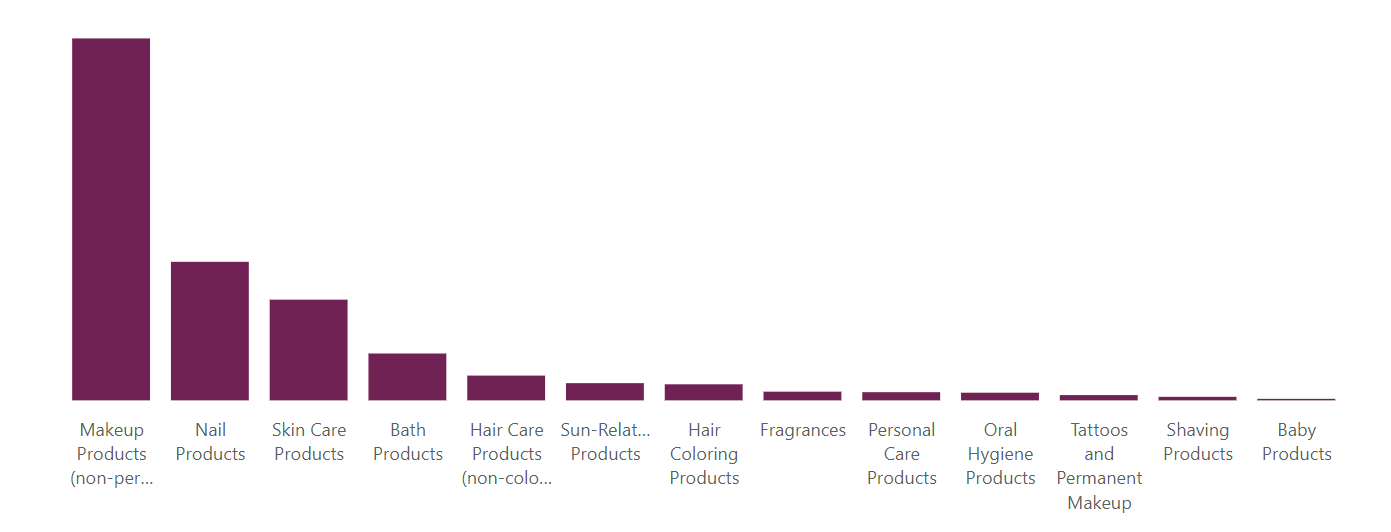 Makeup
Products
(non-per...
Nail
Products
Skin Care
Products
Bath
Products
Hair Care
Products
(non-colo...
Sun-Relat...
Products
Hair
Coloring
Products
Fragrances
Personal
Care
Products
Oral
Hygiene
Products
Tattoos
and
Permanent
Makeup
Shaving
Products
Baby
Products